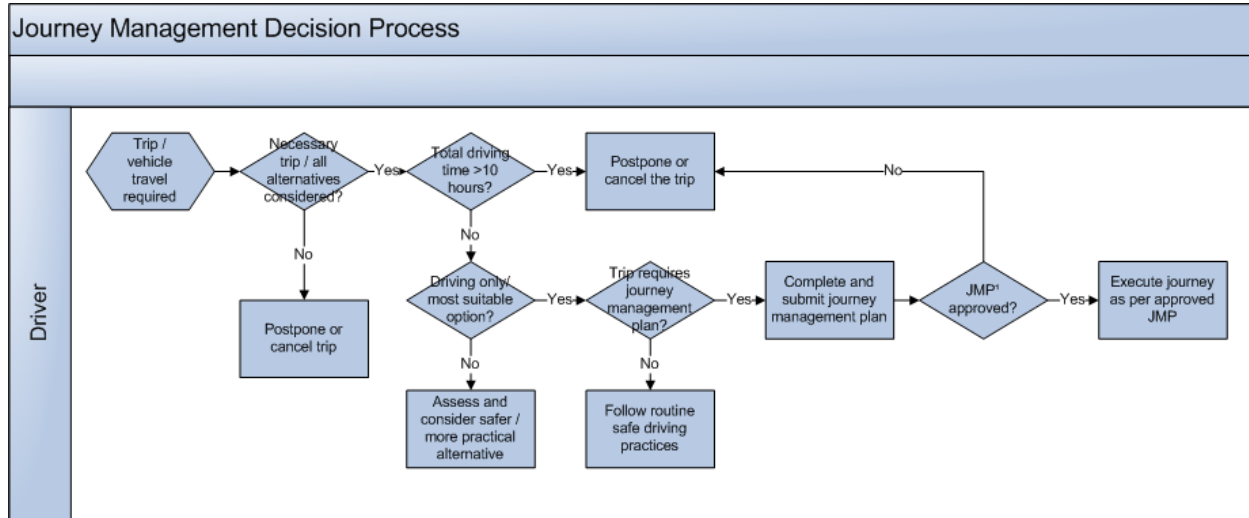 Journey Management Decision Process
Driver
Trip /
vehicle
travel
required
Necessary
trip / all
alternatives
considered?
Yes
Total driving
time >10
hours?
Yes
Postpone or
cancel the trip
No
No
No
Postpone or
cancel trip
Driving only/
most suitable
option?
Yes
Trip requires
journey
management
plan?
Yes
Complete and
submit journey
management plan
JMP¹
approved?
Yes
Execute journey
as per approved
JMP
No
No
Assess and
consider safer /
more practical
alternative
Follow routine
safe driving
practices